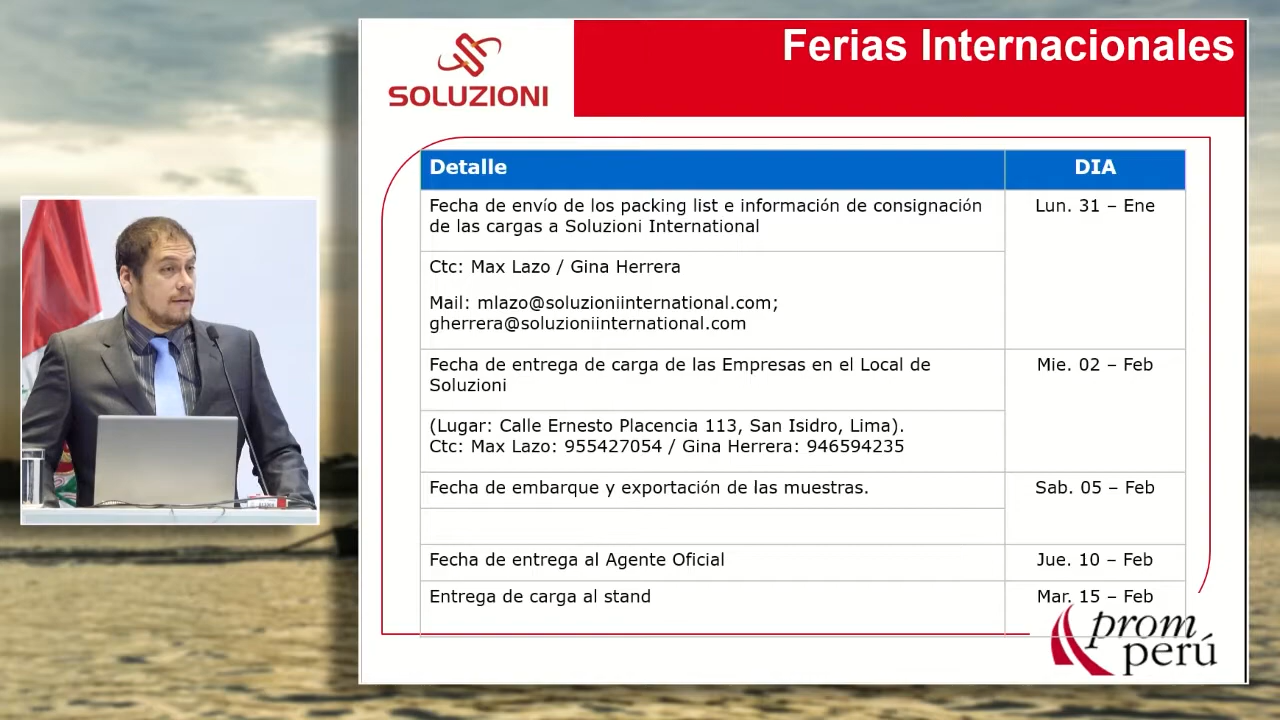 SOLUZIONI
Ferias Internacionales
Detalle
DIA
Fecha de envío de los packing list e información de consignación
de las cargas a Soluzioni International
Lun. 31 – Ene
Ctc: Max Lazo / Gina Herrera
Mail: mlazo@soluzioniinternational.com;
gherrera@soluzioniinternational.com
Fecha de entrega de carga de las Empresas en el Local de
Soluzioni
Mie. 02 – Feb
(Lugar: Calle Ernesto Placencia 113, San Isidro, Lima).
Ctc: Max Lazo: 955427054 / Gina Herrera: 946594235
Fecha de embarque y exportación de las muestras.
Sab. 05 – Feb
Fecha de entrega al Agente Oficial
Jue. 10 – Feb
Entrega de carga al stand
Mar. 15 – Feb
prom
perú